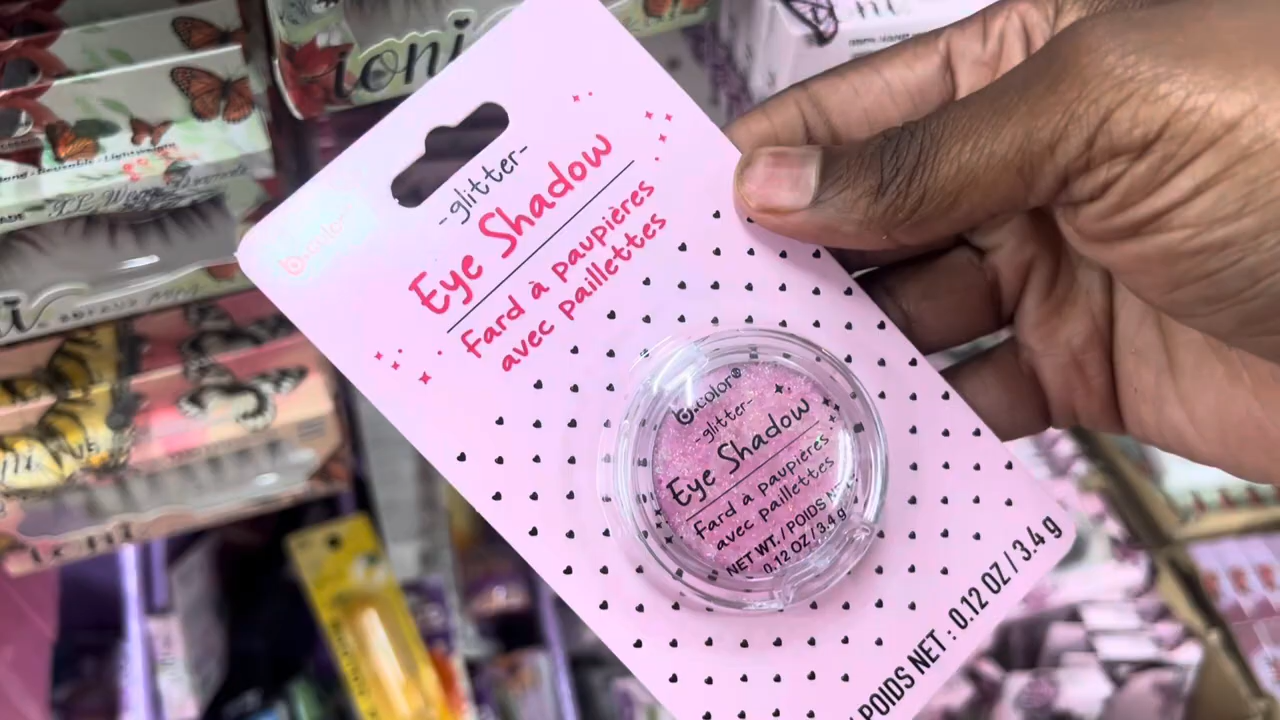 b.color
-glitter-
Eye Shadow
Fard à paupières
avec paillettes
b.color®
-glitter-
Eye Shadow
Fard à paupières
avec paillettes
NET WT. / POIDS N
0.12 OZ / 3.4 g
POIDS NET : 0.12 OZ / 3.4 g
ioni